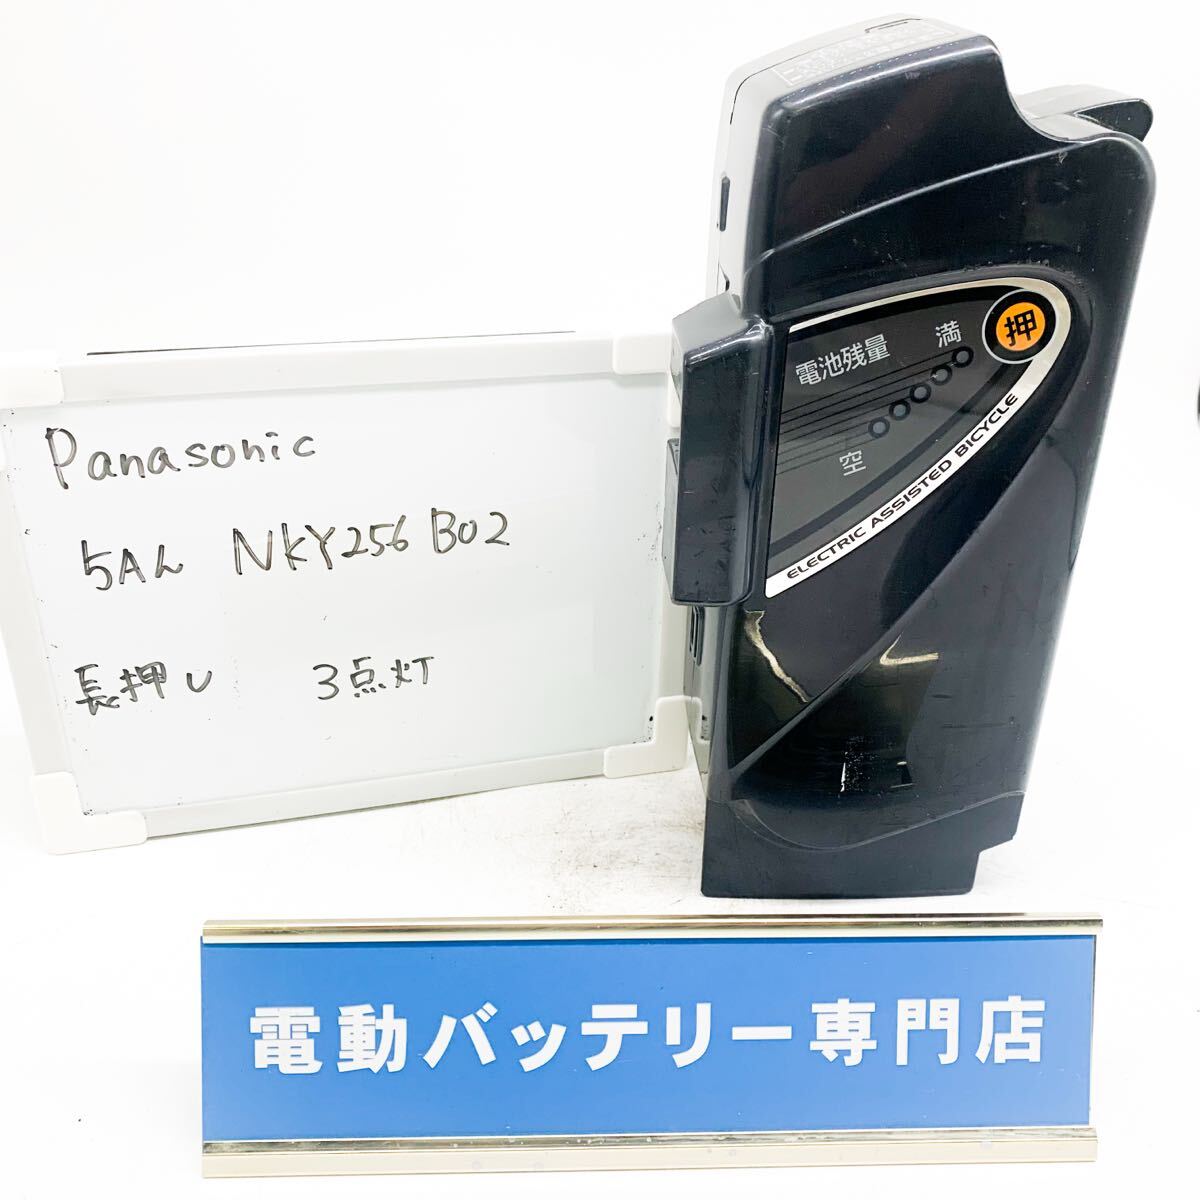 Panasonic
5Ah NKY256B02
長押し 3点灯
電池残量 満
押
空
ELECTRIC ASSISTED BICYCLE
電動バッテリー専門店